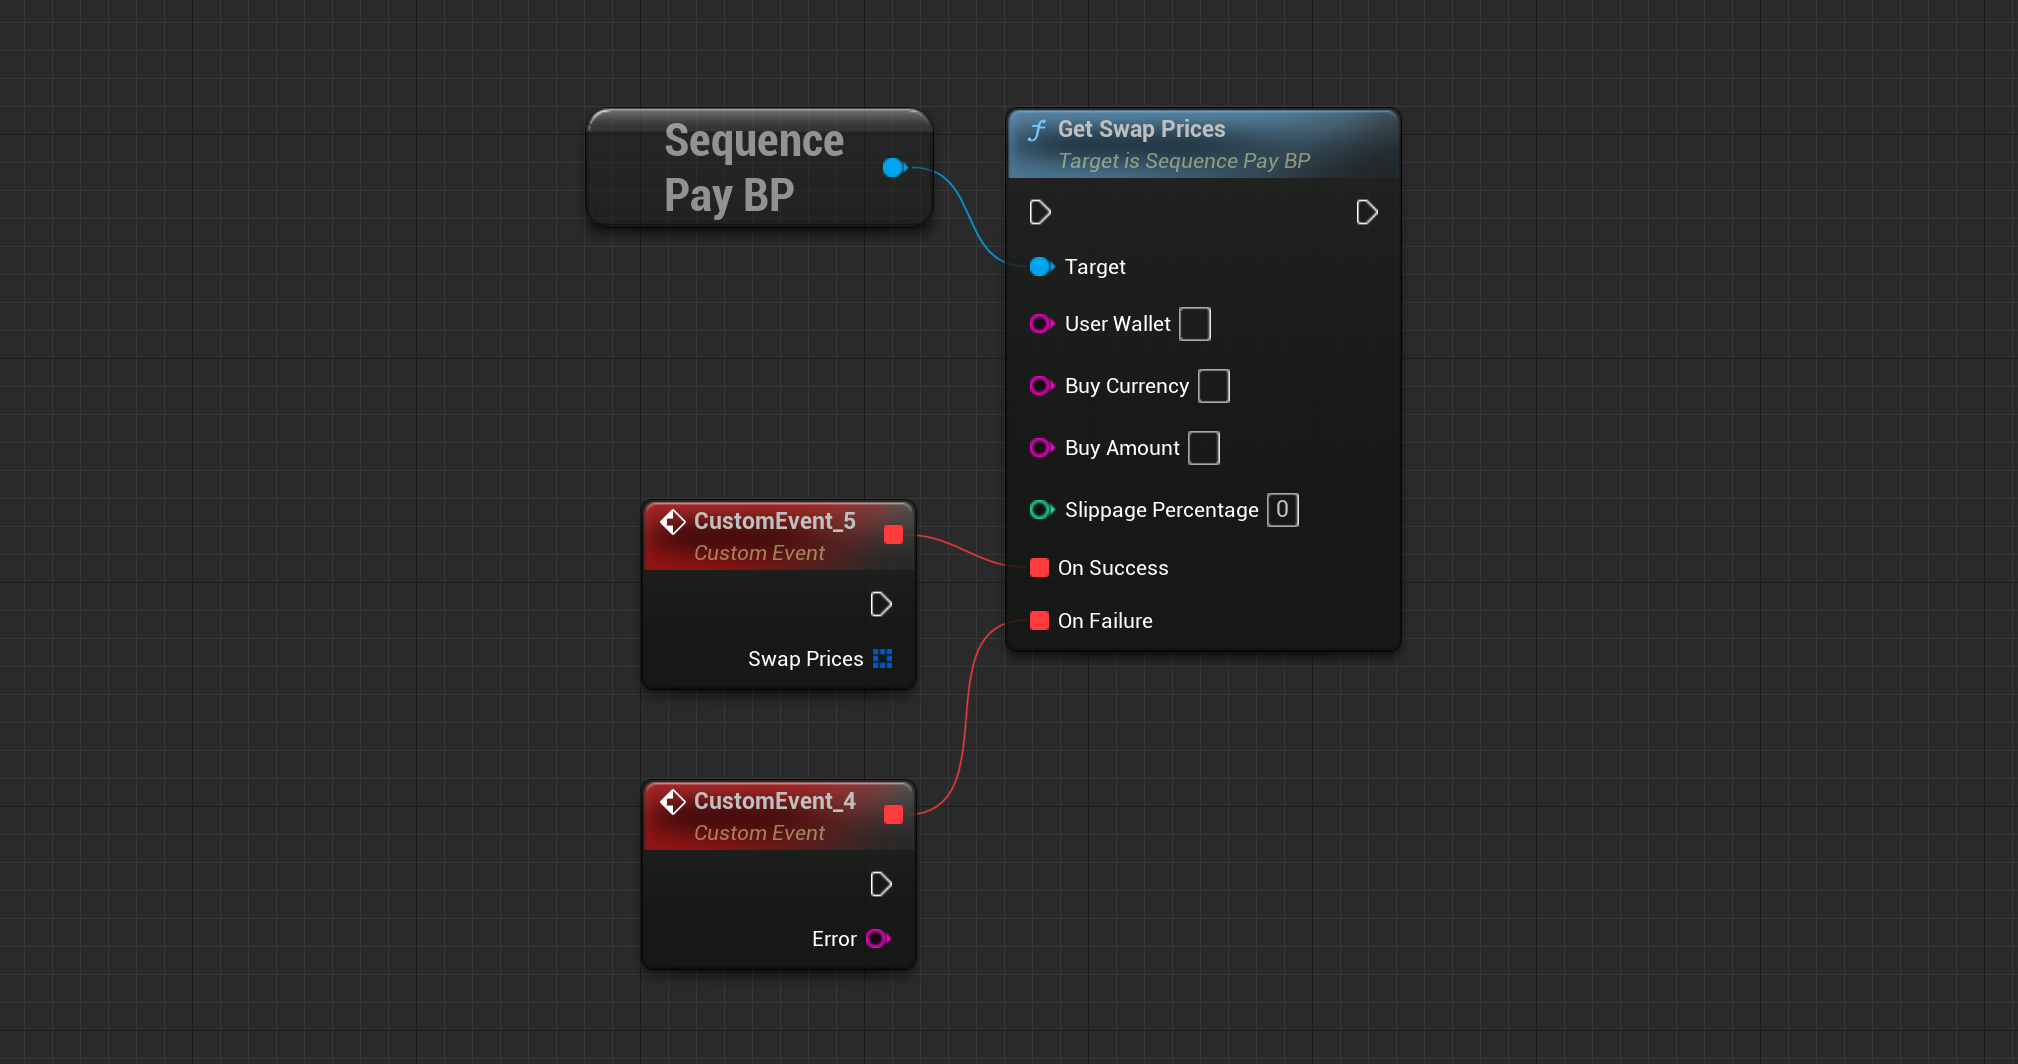 Sequence
Pay BP
Get Swap Prices
Target is Sequence Pay BP
Target
User Wallet
Buy Currency
Buy Amount
Slippage Percentage 0
On Success
On Failure
CustomEvent_5
Custom Event
Swap Prices
CustomEvent_4
Custom Event
Error